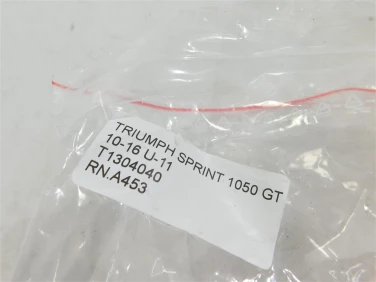 TRIUMPH SPRINT 1050 GT
10-16 U-11
T1304040
RN.A453